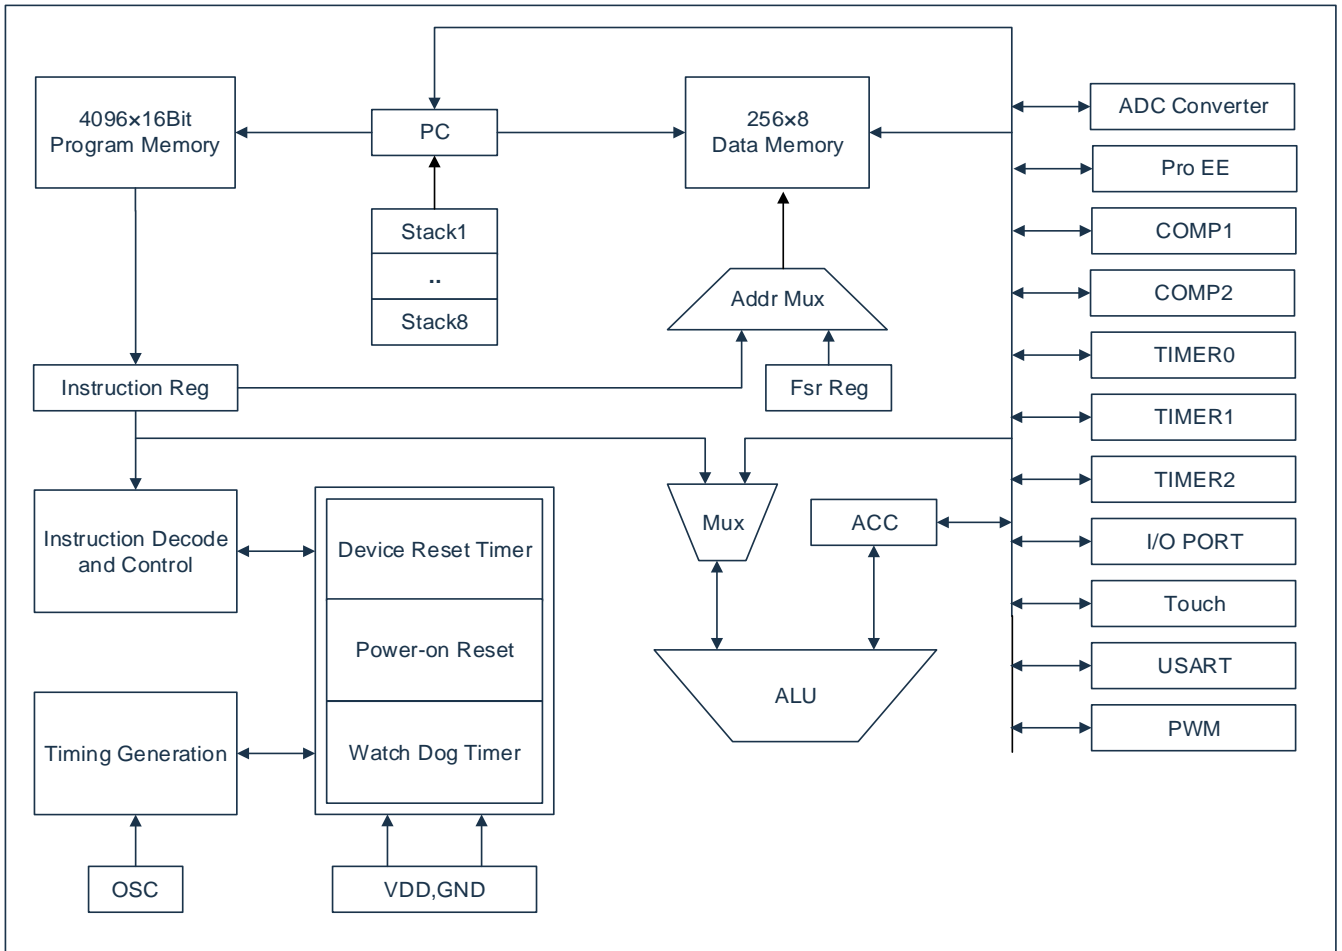 4096×16Bit
Program Memory
PC
256×8
Data Memory
ADC Converter
Pro EE
COMP1
COMP2
TIMER0
TIMER1
TIMER2
I/O PORT
Touch
USART
PWM
Stack1
..
Stack8
Addr Mux
Instruction Reg
Fsr Reg
Instruction Decode
and Control
Device Reset Timer
Power-on Reset
Watch Dog Timer
Mux
ACC
ALU
Timing Generation
OSC
VDD,GND